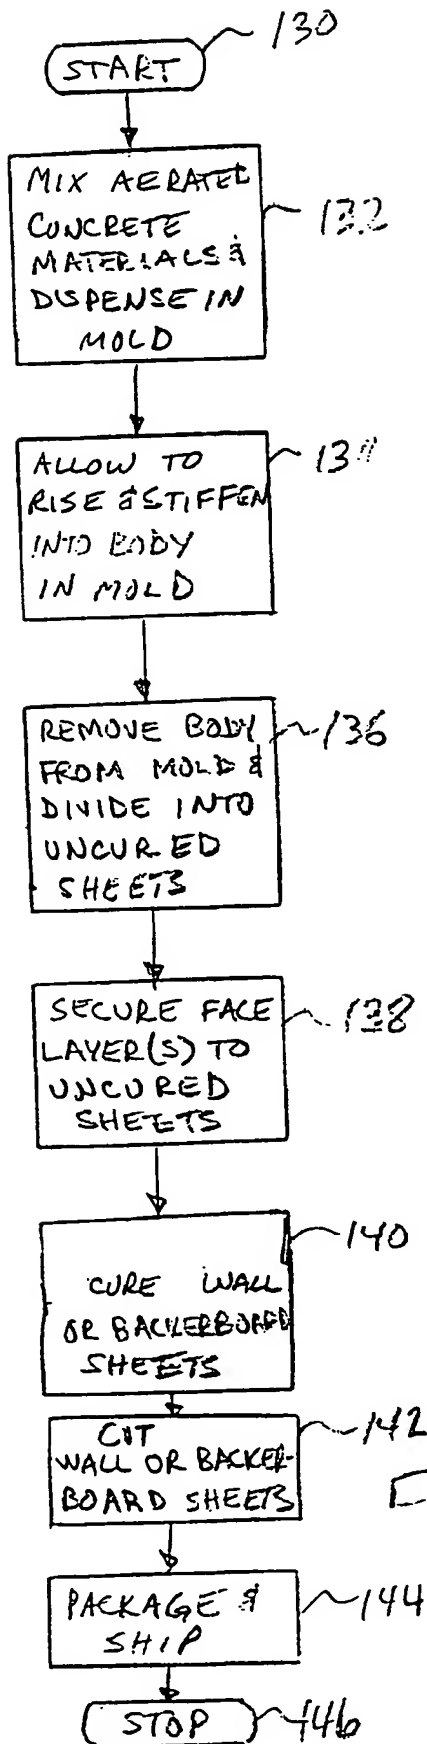 130
START
MIX AERATED
CONCRETE
MATERIALS &
DISPENSE IN
MOLD
132
ALLOW TO
RISE & STIFFEN
INTO BODY
IN MOLD
134
REMOVE BODY
FROM MOLD &
DIVIDE INTO
UNCURED
SHEETS
136
SECURE FACE
LAYER(S) TO
UNCURED
SHEETS
138
CURE WALL
OR BACKERBOARD
SHEETS
140
CUT
WALL OR BACKER-
BOARD SHEETS
142
PACKAGE &
SHIP
144
STOP
146